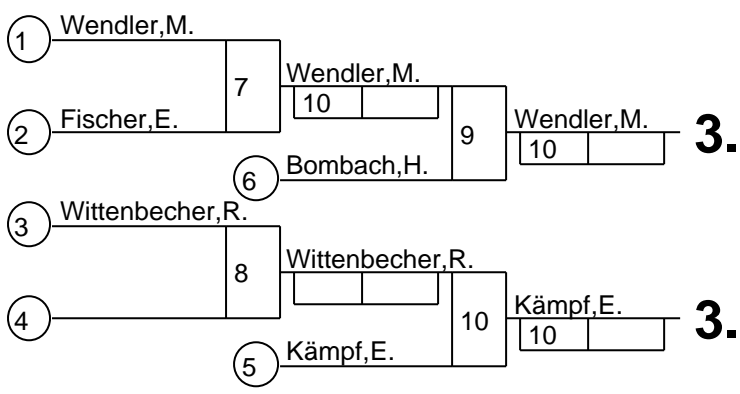 1 Wendler,M.
7 Wendler,M.
10
2 Fischer,E.
9 Wendler,M. 3.
10
6 Bombach,H.
3 Wittenbecher,R.
8 Wittenbecher,R.
4
10 Kämpf,E. 3.
10
5 Kämpf,E.